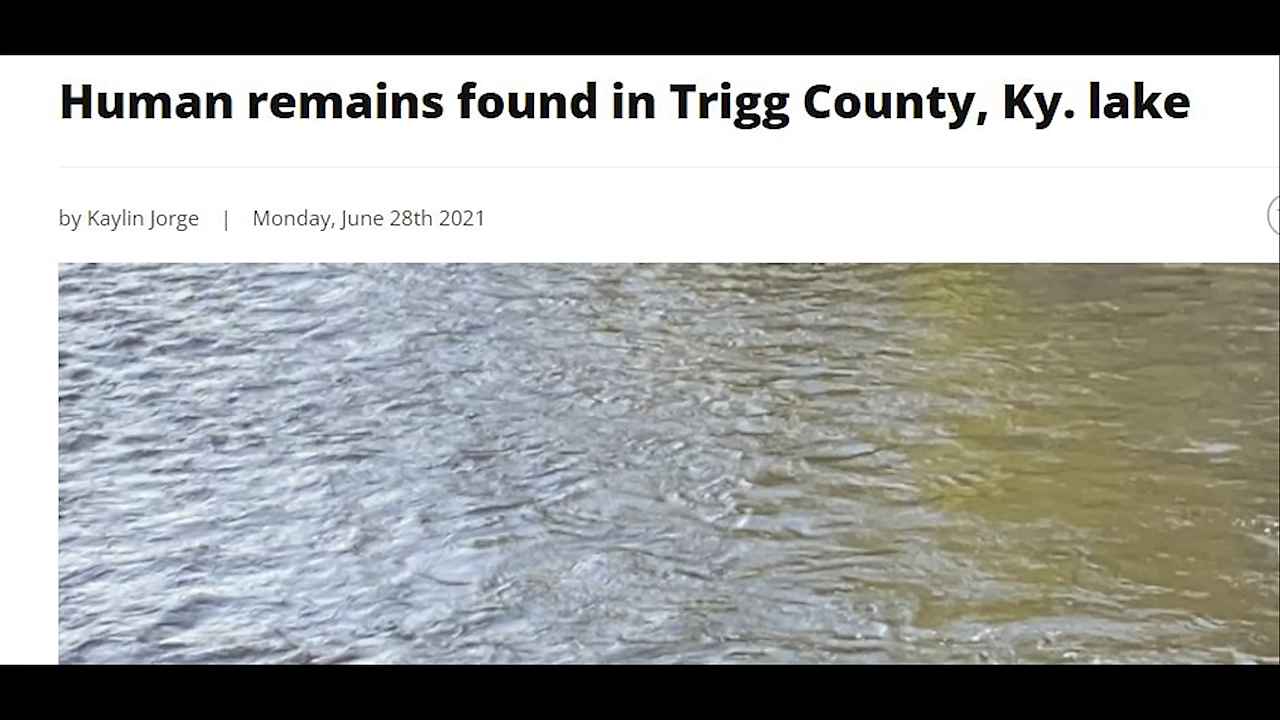 Human remains found in Trigg County, Ky. lake
by Kaylin Jorge | Monday, June 28th 2021